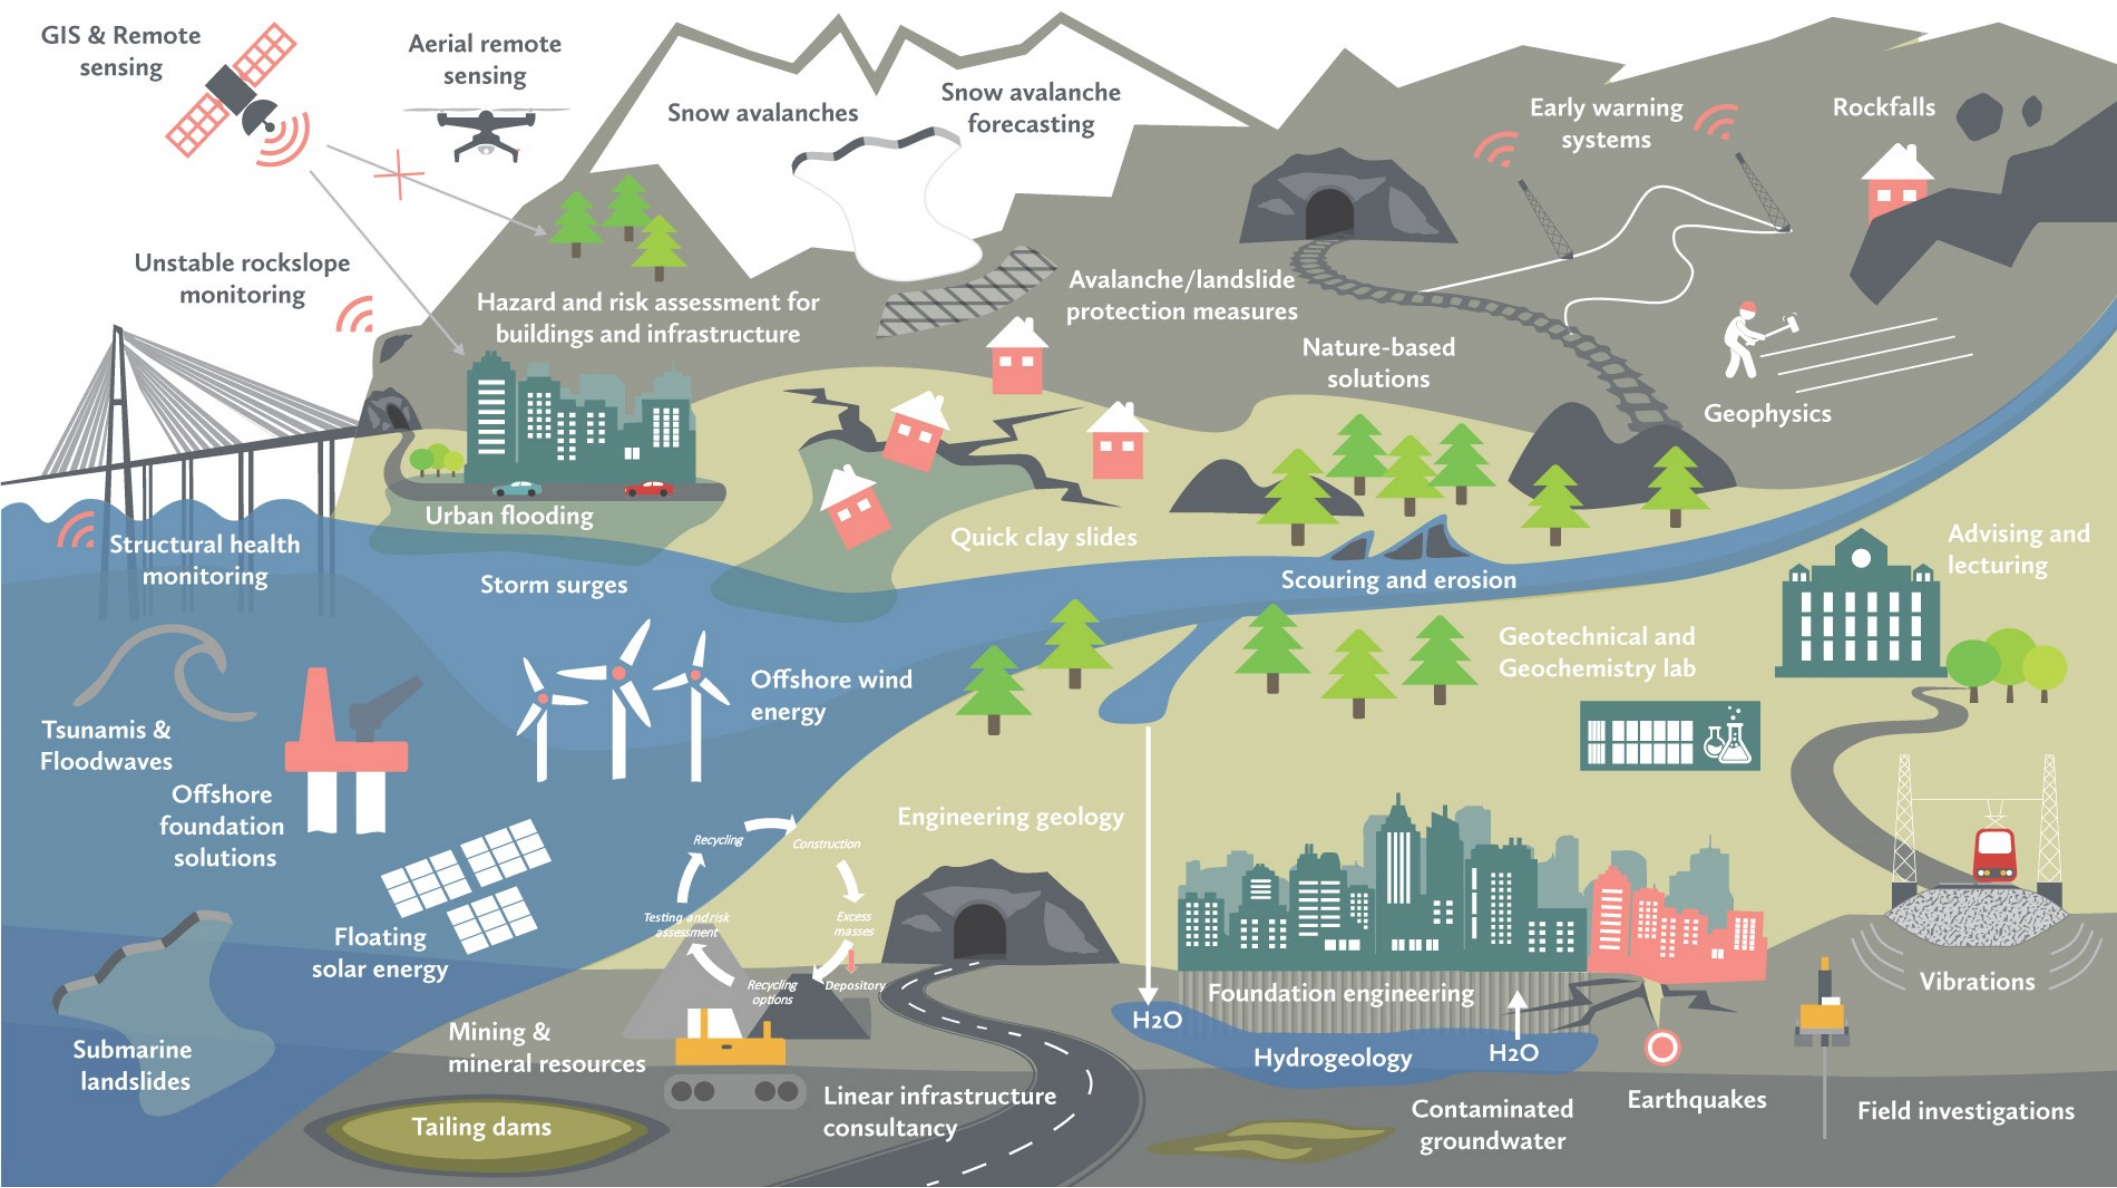 GIS & Remote
sensing
Aerial remote
sensing
Snow avalanches
Snow avalanche
forecasting
Early warning
systems
Rockfalls
Unstable rockslope
monitoring
Hazard and risk assessment for
buildings and infrastructure
Avalanche/landslide
protection measures
Nature-based
solutions
Geophysics
Urban flooding
Quick clay slides
Structural health
monitoring
Storm surges
Scouring and erosion
Advising and
lecturing
Geotechnical and
Geochemistry lab
Offshore wind
energy
Tsunamis &
Floodwaves
Offshore
foundation
solutions
Engineering geology
Recycling
Construction
Testing and risk
assessment
Excess
masses
Recycling
options
Depository
Floating
solar energy
Foundation engineering
Vibrations
H2O
Hydrogeology
H2O
Submarine
landslides
Mining &
mineral resources
Linear infrastructure
consultancy
Tailing dams
Contaminated
groundwater
Earthquakes
Field investigations